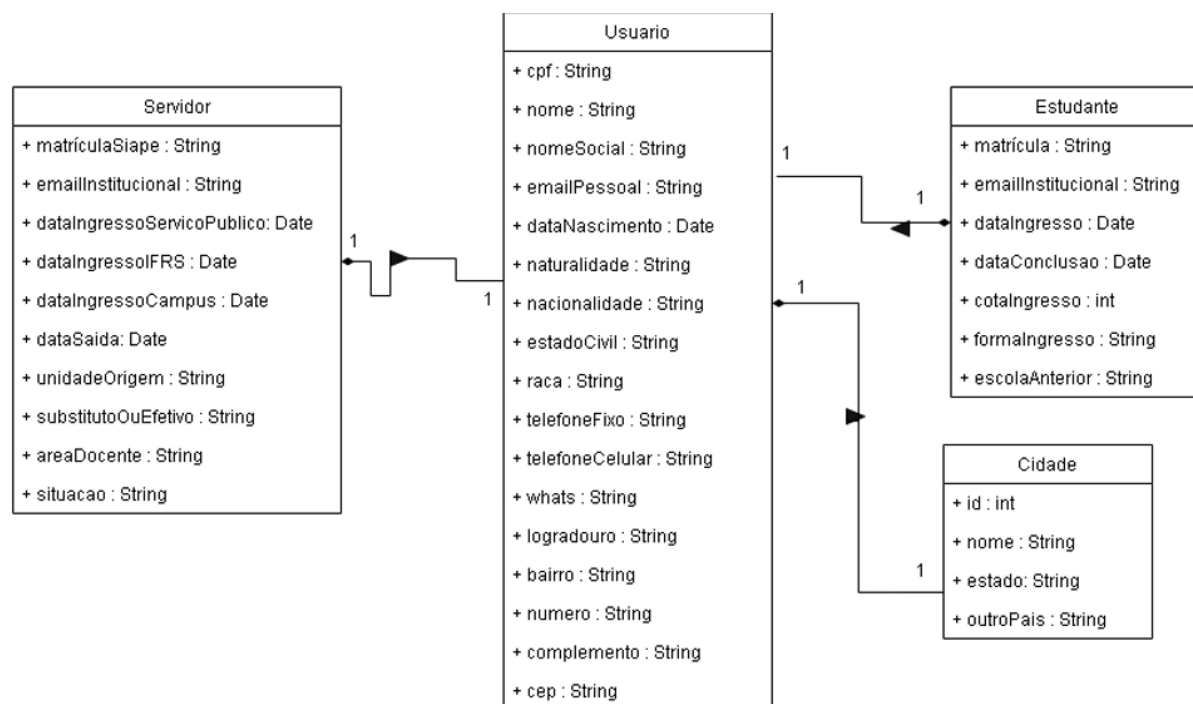 Servidor
+ matrículaSiape : String
+ emailInstitucional : String
+ dataIngressoServicoPublico: Date
+ dataIngressoIFRS : Date
+ dataIngressoCampus : Date
+ dataSaida: Date
+ unidadeOrigem : String
+ substitutoOuEfetivo : String
+ areaDocente : String
+ situacao : String
1
1
Usuario
+ cpf : String
+ nome : String
+ nomeSocial : String
+ emailPessoal : String
+ dataNascimento : Date
+ naturalidade : String
+ nacionalidade : String
+ estadoCivil : String
+ raca : String
+ telefoneFixo : String
+ telefoneCelular : String
+ whats : String
+ logradouro : String
+ bairro : String
+ numero : String
+ complemento : String
+ cep : String
1
1
1
1
Estudante
+ matrícula : String
+ emailInstitucional : String
+ dataIngresso : Date
+ dataConclusao : Date
+ cotaIngresso : int
+ formaIngresso : String
+ escolaAnterior : String
Cidade
+ id : int
+ nome : String
+ estado: String
+ outroPais : String